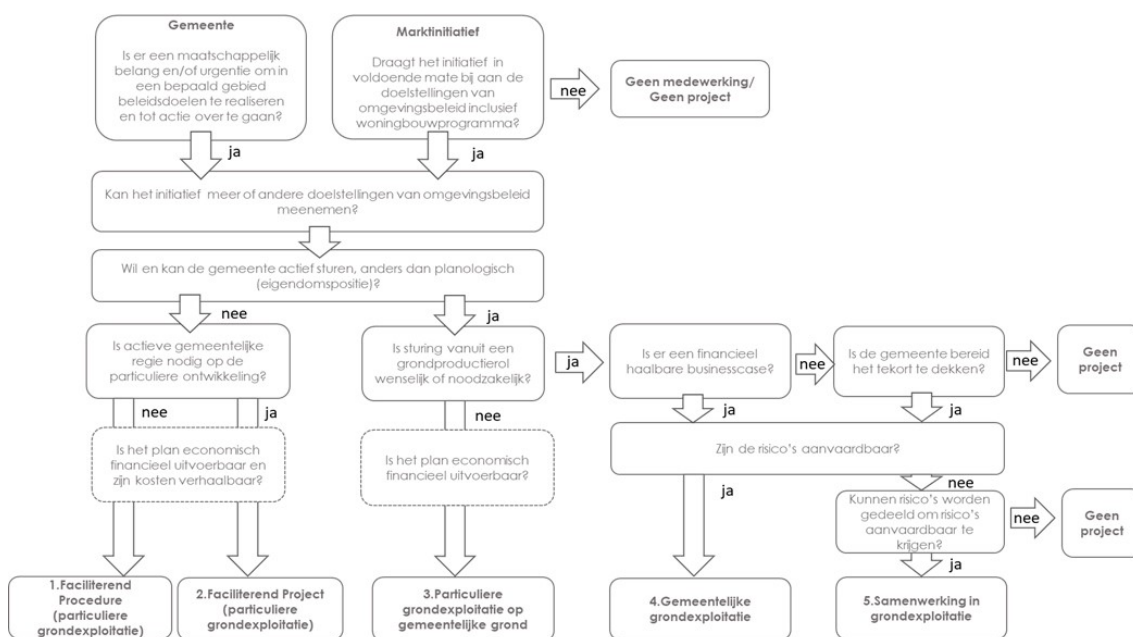 Gemeente
Is er een maatschappelijk
belang en/of urgentie om in
een bepaald gebied
beleidsdoelen te realiseren
en tot actie over te gaan?
Marktinitiatief
Draagt het initiatief in
voldoende mate bij aan de
doelstellingen van
omgevingsbeleid inclusief
woningbouwprogramma?
nee
Geen medewerking/
Geen project
ja
ja
Kan het initiatief meer of andere doelstellingen van omgevingsbeleid
meenemen?
Wil en kan de gemeente actief sturen, anders dan planologisch
(eigendomspositie)?
nee
ja
Is actieve gemeentelijke
regie nodig op de
particuliere ontwikkeling?
Is sturing vanuit een
grondproductierol
wenselijk of noodzakelijk?
ja
Is er een financieel
haalbare businesscase?
nee
Is de gemeente bereid
het tekort te dekken?
nee
Geen
project
nee
ja
nee
ja
ja
Is het plan economisch
financieel uitvoerbaar en
zijn kosten verhaalbaar?
Is het plan economisch
financieel uitvoerbaar?
Zijn de risico's aanvaardbaar?
ja
nee
Kunnen risico's worden
gedeeld om risico's
aanvaardbaar te
krijgen?
nee
Geen
project
ja
1.Faciliterend
Procedure
(particuliere
grondexploitatie)
2.Faciliterend Project
(particuliere
grondexploitatie)
3.Particuliere
grondexploitatie op
gemeentelijke grond
4.Gemeentelijke
grondexploitatie
5.Samenwerking in
grondexploitatie